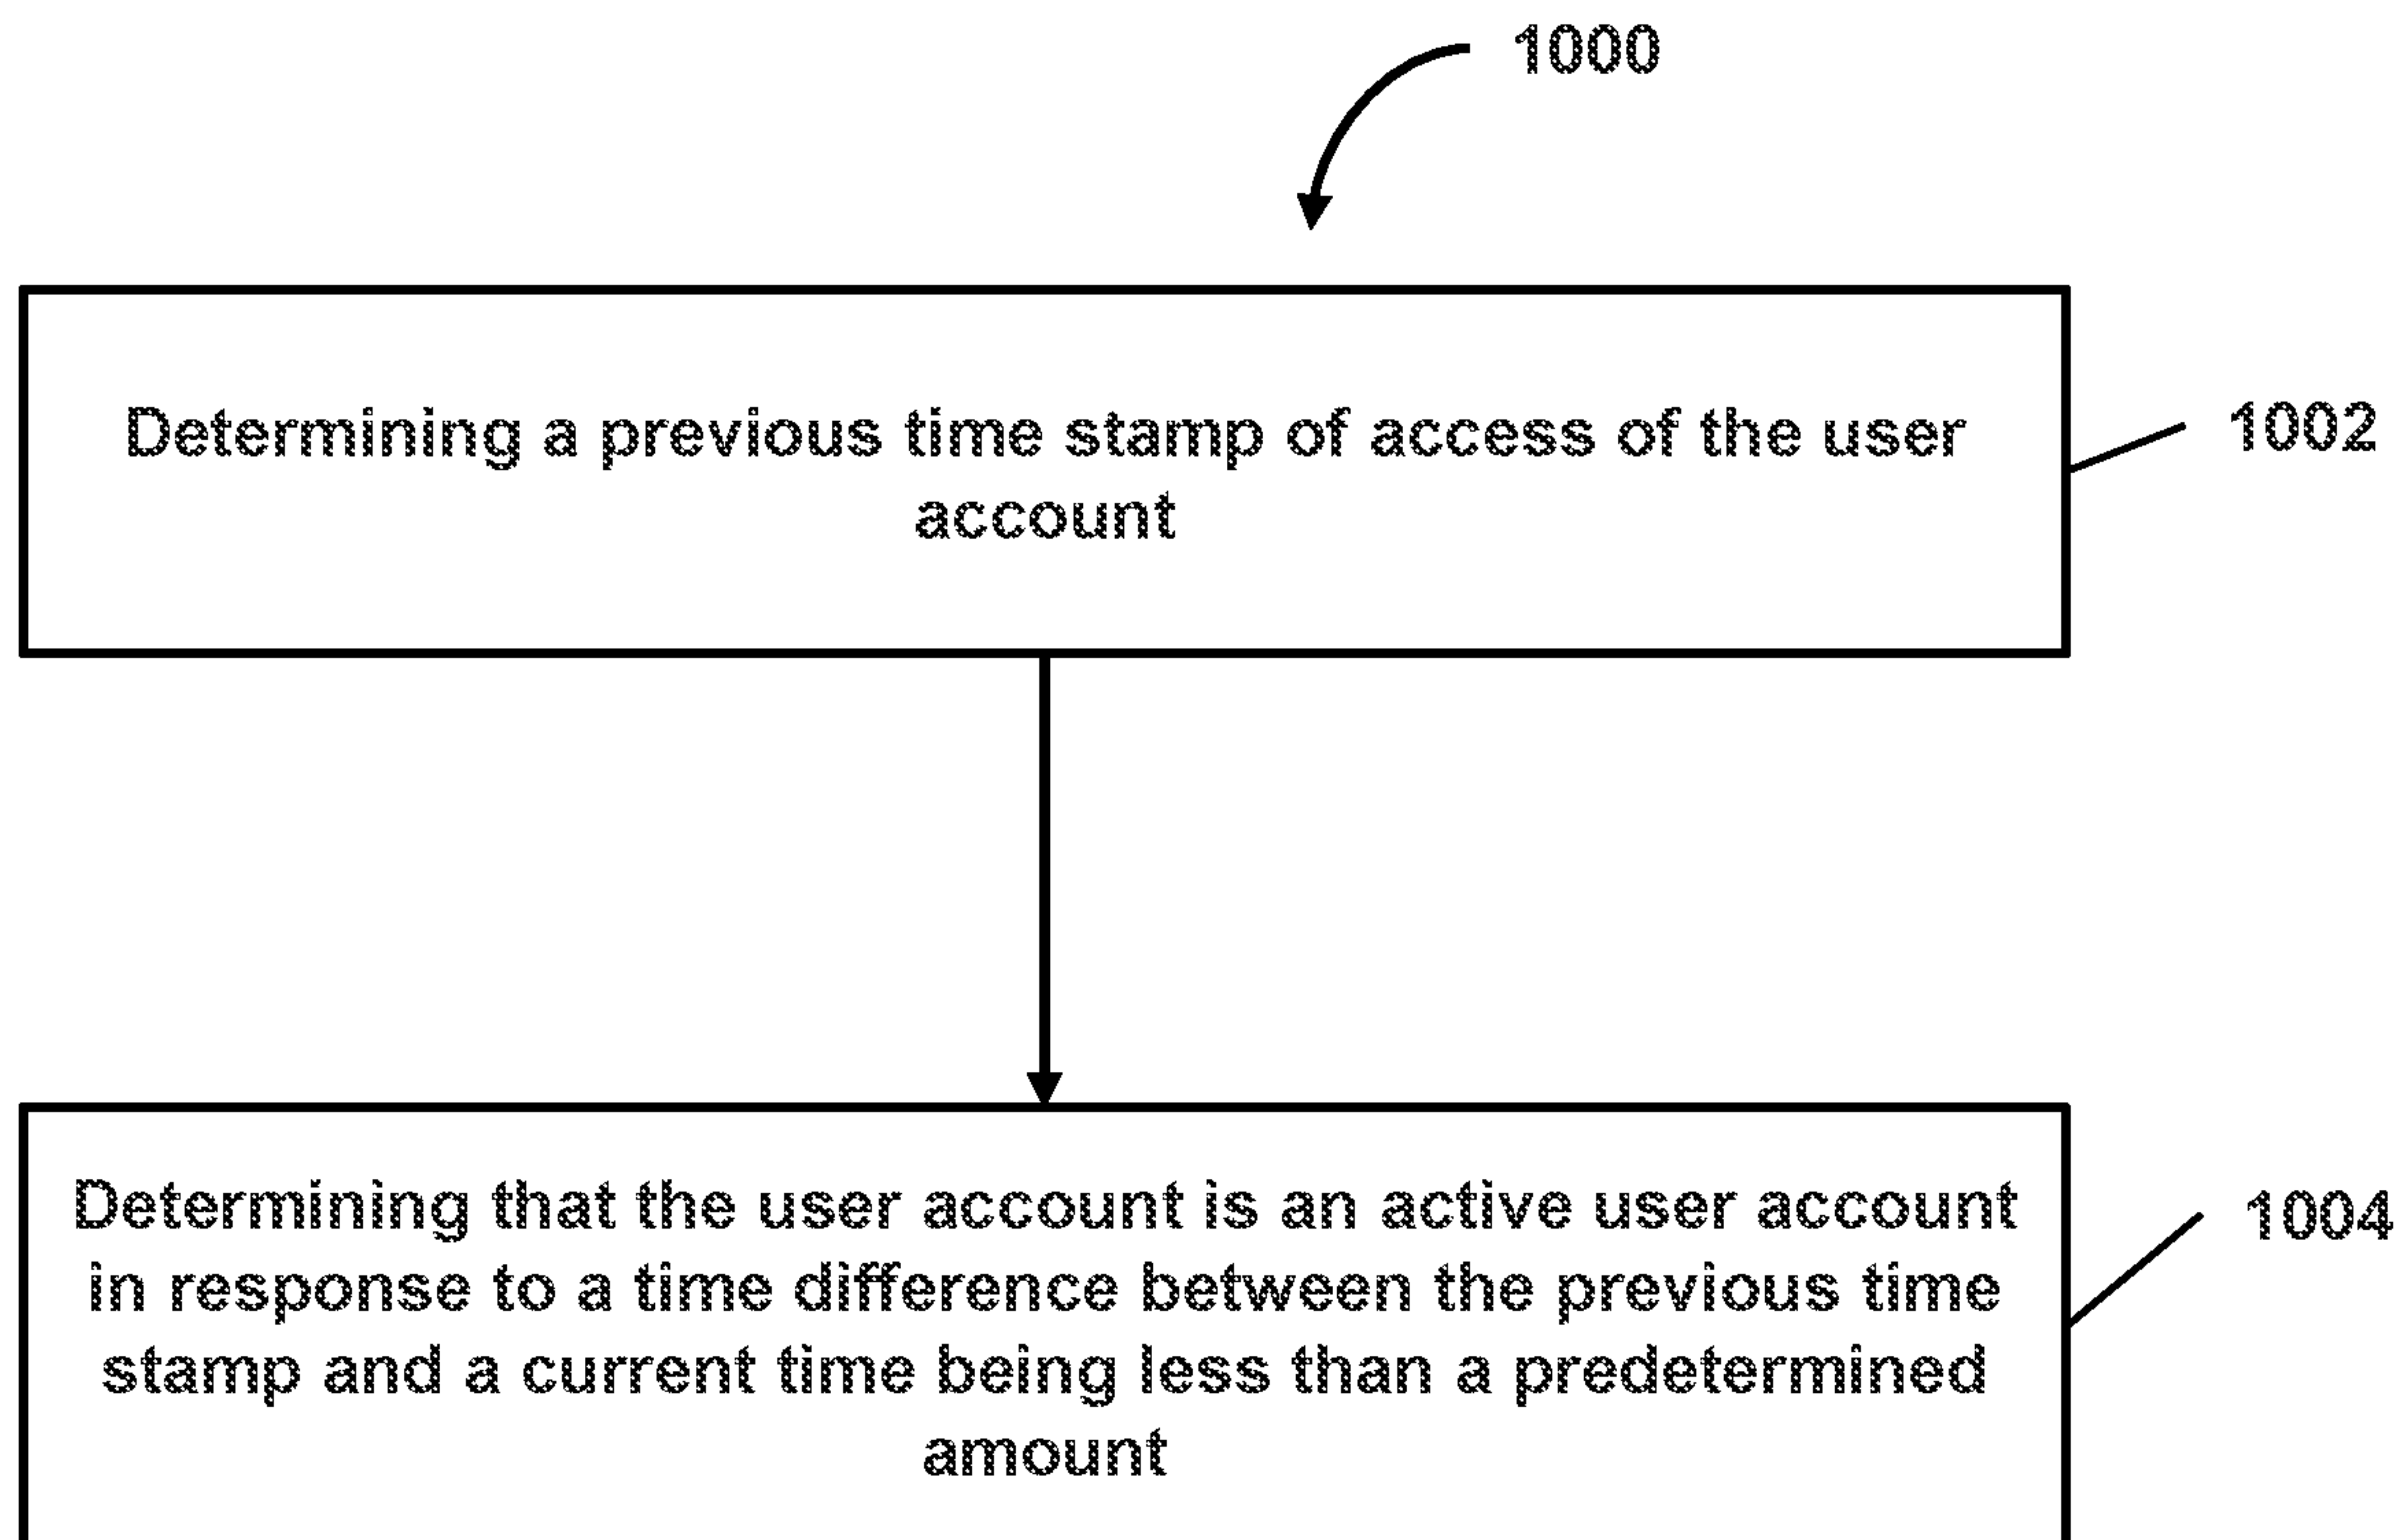 1000
Determining a previous time stamp of access of the user
account
1002
Determining that the user account is an active user account
in response to a time difference between the previous time
stamp and a current time being less than a predetermined
amount
1004